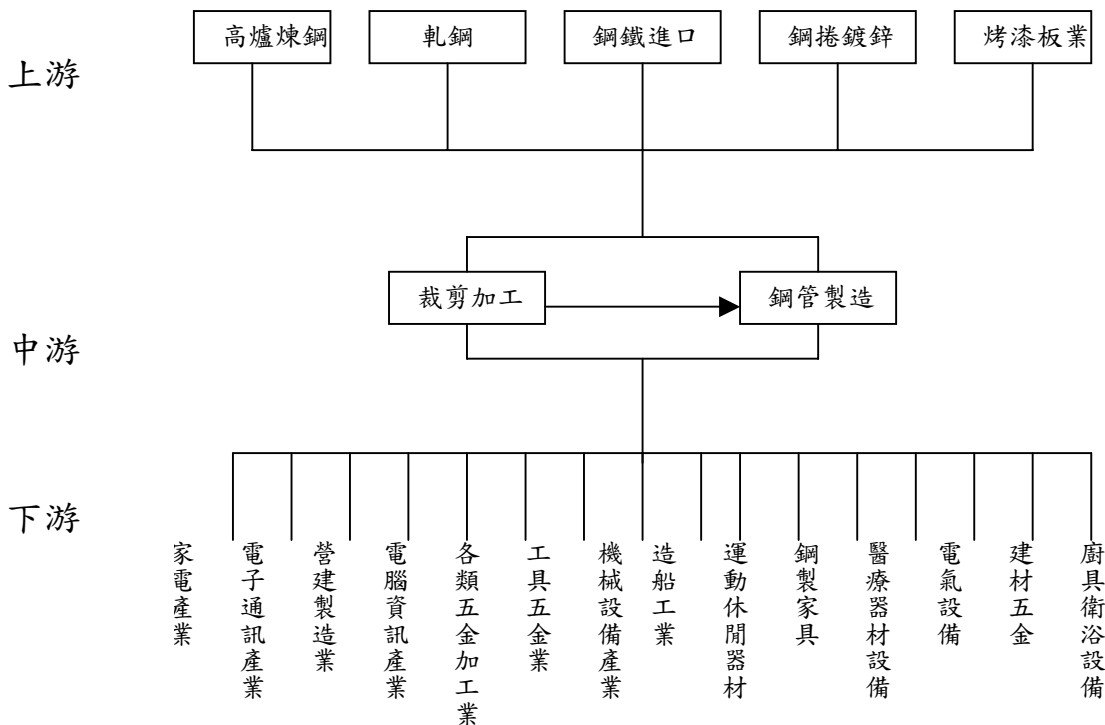 高爐煉鋼
軋鋼
鋼鐵進口
鋼捲鍍鋅
烤漆板業
上游
裁剪加工
鋼管製造
中游
下游
家電產業
電子通訊產業
營建製造業
電腦資訊產業
各類五金加工業
工具五金業
機械設備產業
造船工業
運動休閒器材
鋼製家具
醫療器材設備
電氣設備
建材五金
廚具衛浴設備